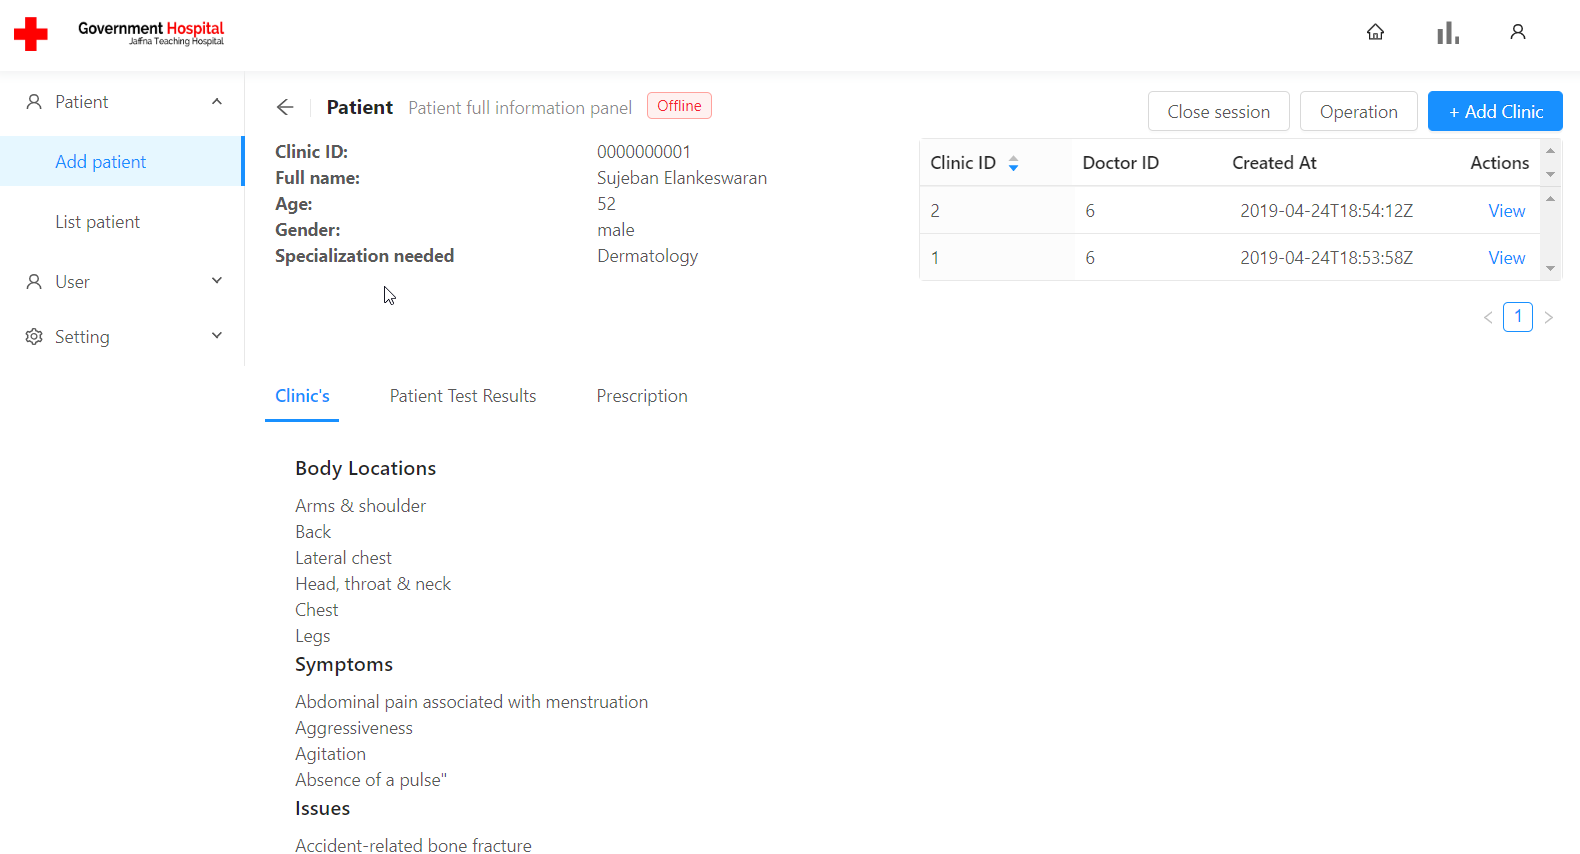 Government Hospital
Jaffna Teaching Hospital
Patient
Add patient
List patient
User
Setting
Patient Patient full information panel Offline
Close session Operation + Add Clinic
Clinic ID: 0000000001
Full name: Sujeban Elankeswaran
Age: 52
Gender: male
Specialization needed Dermatology
Clinic ID Doctor ID Created At Actions
2 6 2019-04-24T18:54:12Z View
1 6 2019-04-24T18:53:58Z View
< 1 >
Clinic's Patient Test Results Prescription
Body Locations
Arms & shoulder
Back
Lateral chest
Head, throat & neck
Chest
Legs
Symptoms
Abdominal pain associated with menstruation
Aggressiveness
Agitation
Absence of a pulse"
Issues
Accident-related bone fracture